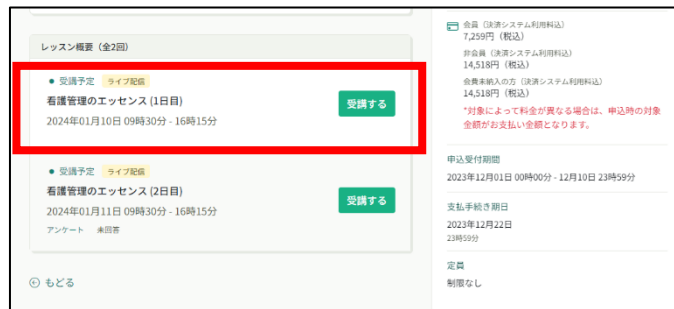 レッスン概要（全2回）
受講予定 ライブ配信
看護管理のエッセンス (1日目)
2024年01月10日 09時30分 - 16時15分
受講する
受講予定 ライブ配信
看護管理のエッセンス (2日目)
2024年01月11日 09時30分 - 16時15分
アンケート 未回答
受講する
もどる
会員（決済システム利用料込）
7,259円（税込）
非会員（決済システム利用料込）
14,518円（税込）
会費未納入の方（決済システム利用料込）
14,518円（税込）
*対象によって料金が異なる場合は、申込時の対象
金額がお支払い金額となります。
申込受付期間
2023年12月01日 00時00分 - 12月10日 23時59分
支払手続き期日
2023年12月22日
23時59分
定員
制限なし